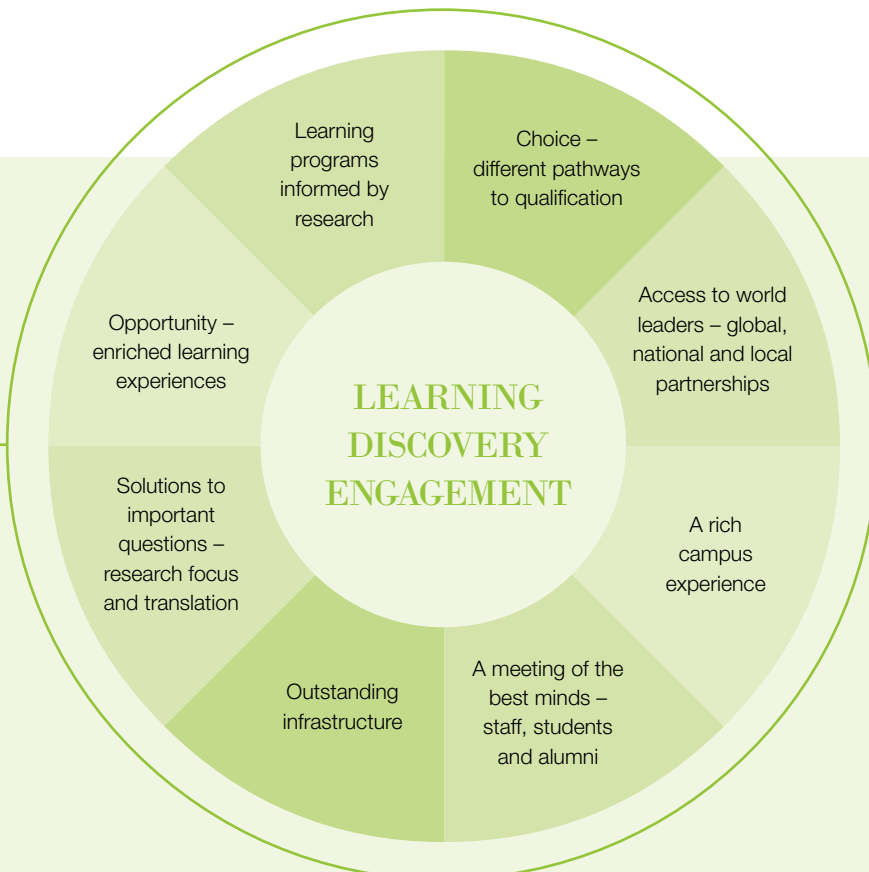 Learning
programs
informed by
research
Choice –
different pathways
to qualification
Access to world
leaders – global,
national and local
partnerships
A rich
campus
experience
A meeting of the
best minds –
staff, students
and alumni
Outstanding
infrastructure
Solutions to
important
questions –
research focus
and translation
Opportunity –
enriched learning
experiences
LEARNING
DISCOVERY
ENGAGEMENT